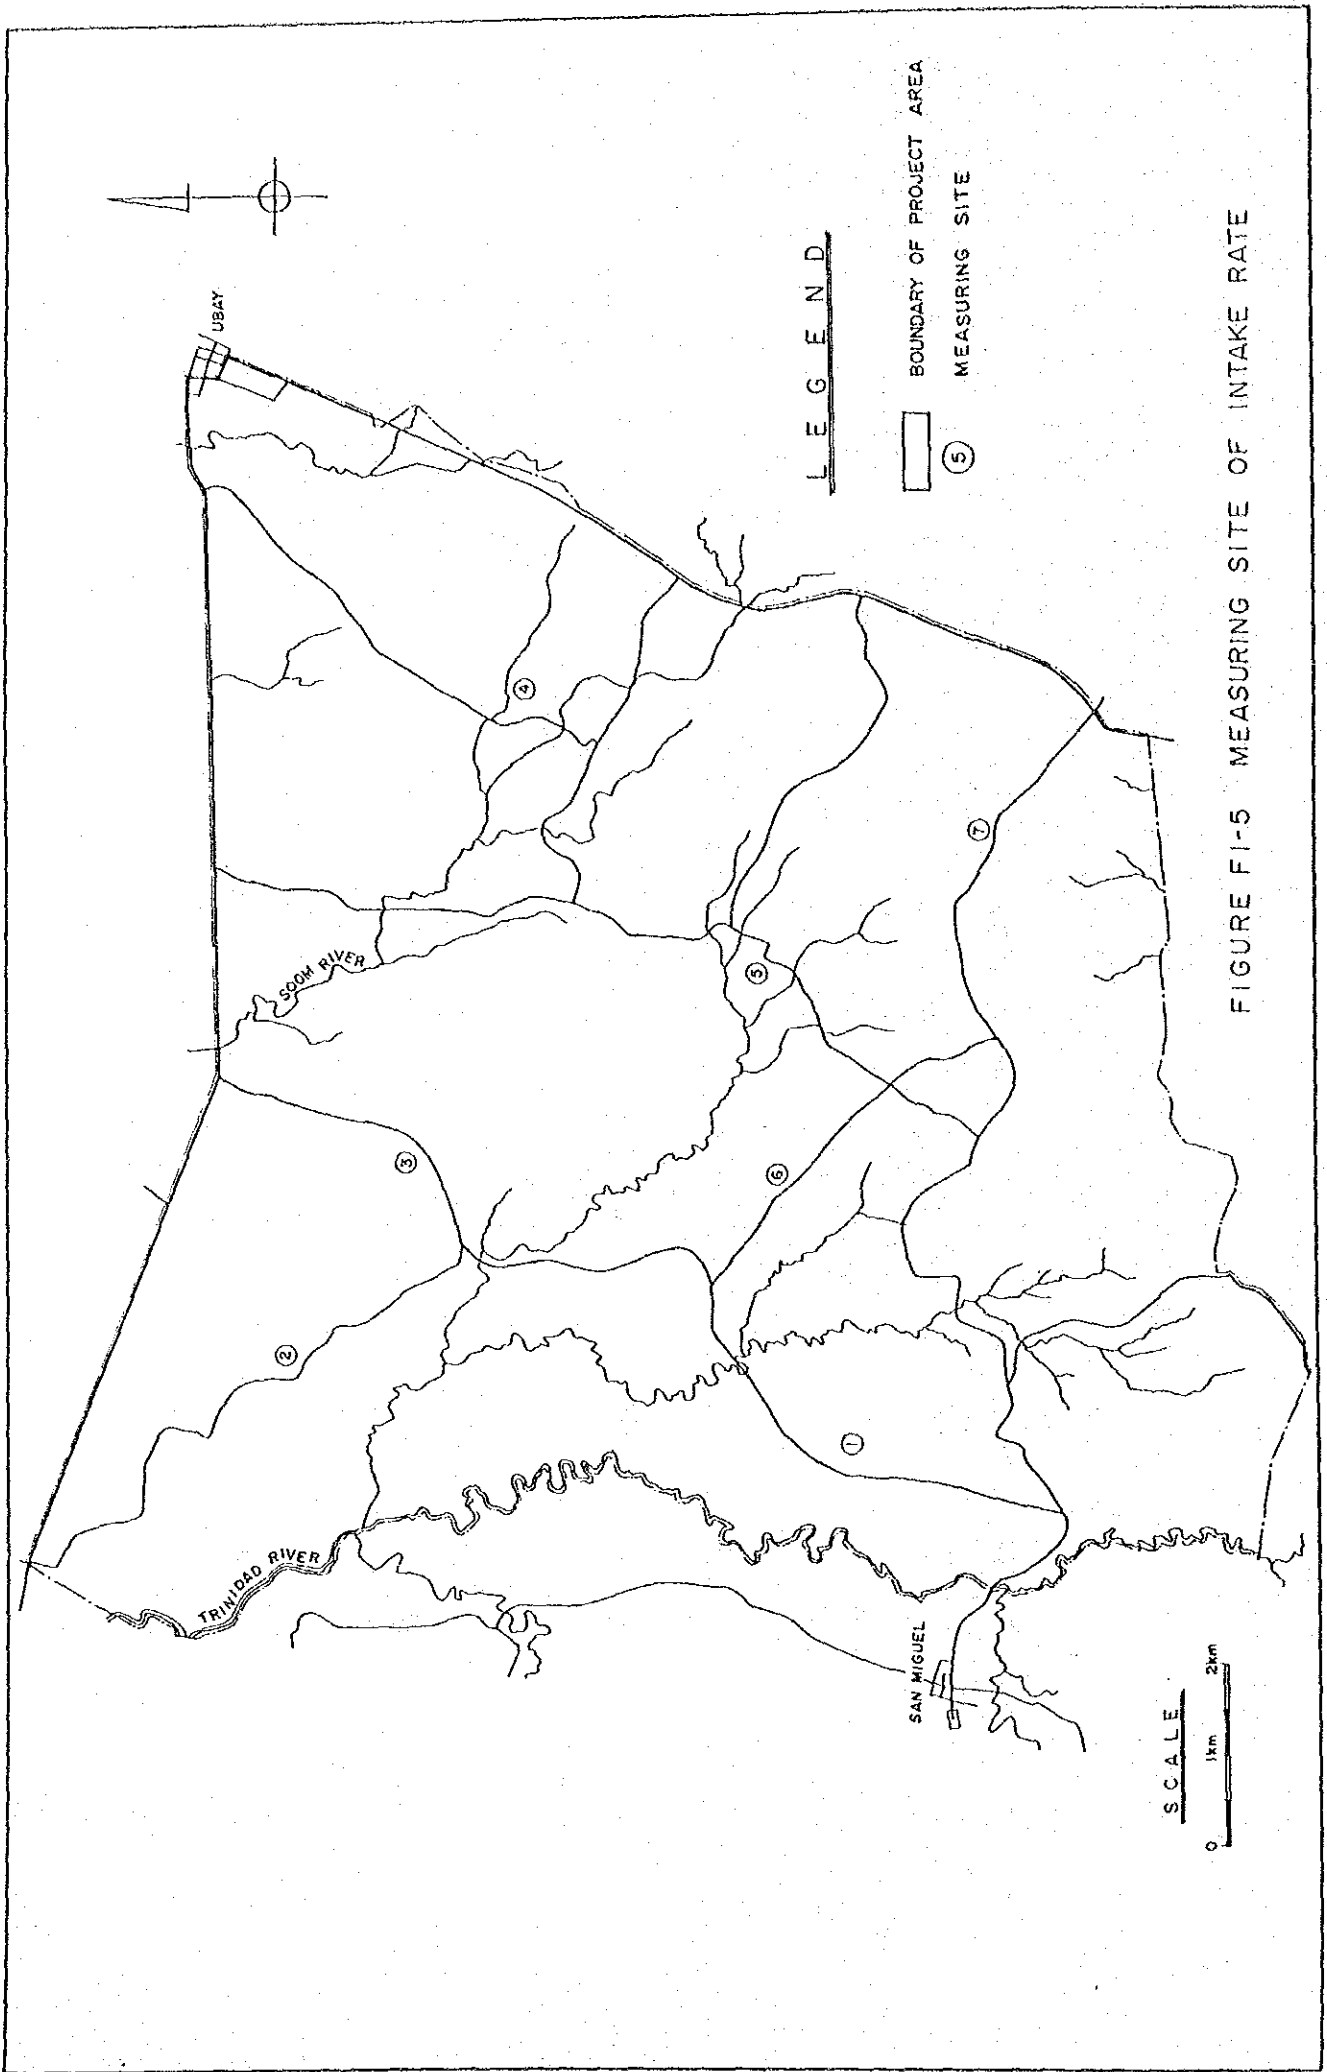 UBAY
SOOM RIVER
④
③
②
⑤
⑥
⑦
①
TRINIDAD RIVER
SAN MIGUEL
LEGEND
BOUNDARY OF PROJECT AREA
⑤ MEASURING SITE
SCALE
0 1km 2km
FIGURE F1-5 MEASURING SITE OF INTAKE RATE